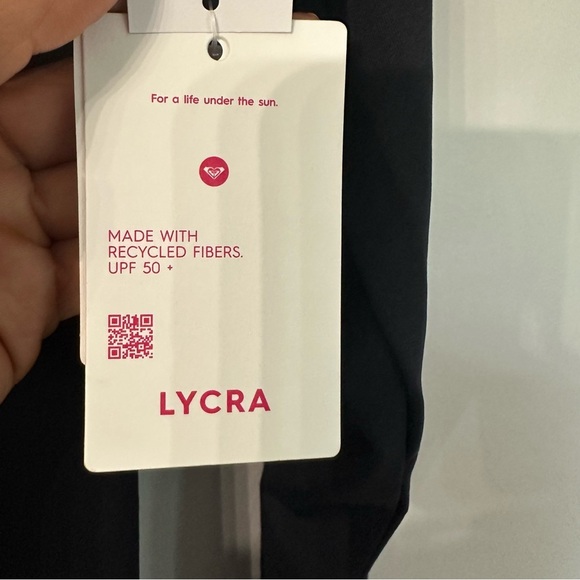 For a life under the sun.
MADE WITH
RECYCLED FIBERS.
UPF 50 +
LYCRA